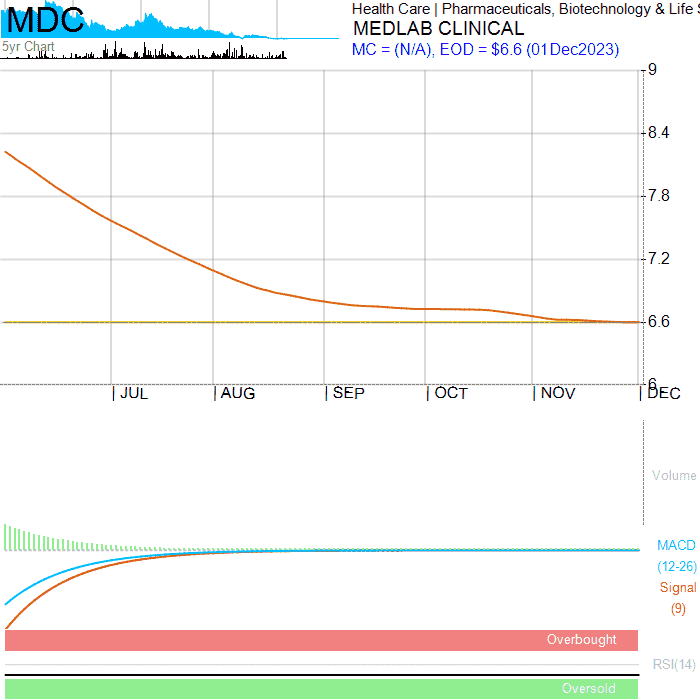 MDC
5yr Chart
Health Care | Pharmaceuticals, Biotechnology & Life S
MEDLAB CLINICAL
MC = (N/A), EOD = $6.6 (01Dec2023)
9
8.4
7.8
7.2
6.6
6
| JUL | AUG | SEP | OCT | NOV | DEC
Volume
MACD
(12-26)
Signal
(9)
Overbought
RSI(14)
Oversold